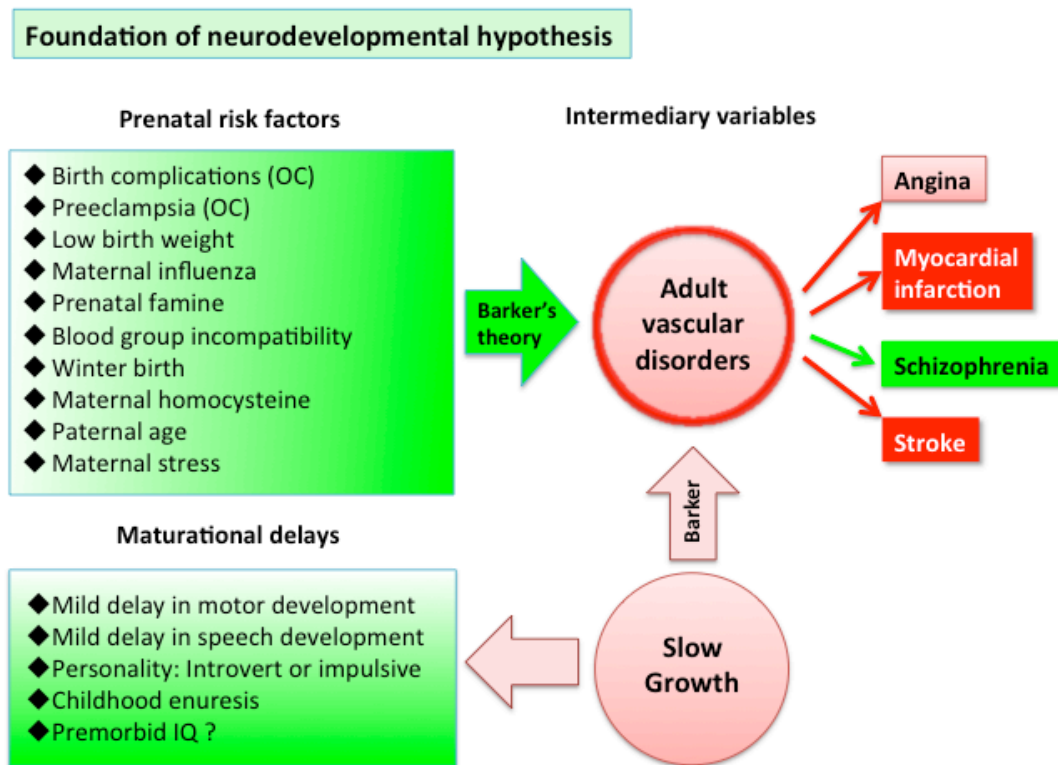 Foundation of neurodevelopmental hypothesis
Prenatal risk factors
◆ Birth complications (OC)
◆ Preeclampsia (OC)
◆ Low birth weight
◆ Maternal influenza
◆ Prenatal famine
◆ Blood group incompatibility
◆ Winter birth
◆ Maternal homocysteine
◆ Paternal age
◆ Maternal stress
Barker's
theory
Intermediary variables
Adult
vascular
disorders
Angina
Myocardial
infarction
Schizophrenia
Stroke
Barker
Slow
Growth
Maturational delays
◆Mild delay in motor development
◆Mild delay in speech development
◆Personality: Introvert or impulsive
◆Childhood enuresis
◆Premorbid IQ ?